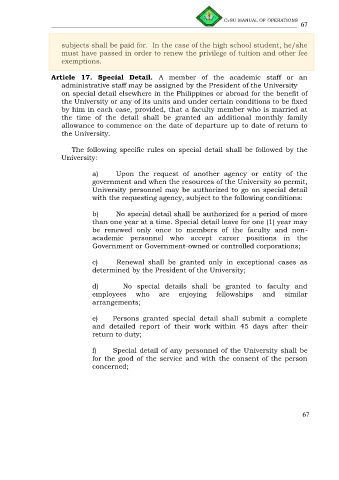 CvSU MANUAL OF OPERATIONS
67
subjects shall be paid for. In the case of the high school student, he/she
must have passed in order to renew the privilege of tuition and other fee
exemptions.
Article 17. Special Detail. A member of the academic staff or an
administrative staff may be assigned by the President of the University
on special detail elsewhere in the Philippines or abroad for the benefit of
the University or any of its units and under certain conditions to be fixed
by him in each case, provided, that a faculty member who is married at
the time of the detail shall be granted an additional monthly family
allowance to commence on the date of departure up to date of return to
the University.
The following specific rules on special detail shall be followed by the
University:
a) Upon the request of another agency or entity of the
government and when the resources of the University so permit,
University personnel may be authorized to go on special detail
with the requesting agency, subject to the following conditions:
b) No special detail shall be authorized for a period of more
than one year at a time. Special detail leave for one (1) year may
be renewed only once to members of the faculty and non-
academic personnel who accept career positions in the
Government or Government-owned or controlled corporations;
c) Renewal shall be granted only in exceptional cases as
determined by the President of the University;
d) No special details shall be granted to faculty and
employees who are enjoying fellowships and similar
arrangements;
e) Persons granted special detail shall submit a complete
and detailed report of their work within 45 days after their
return to duty;
f) Special detail of any personnel of the University shall be
for the good of the service and with the consent of the person
concerned;
67